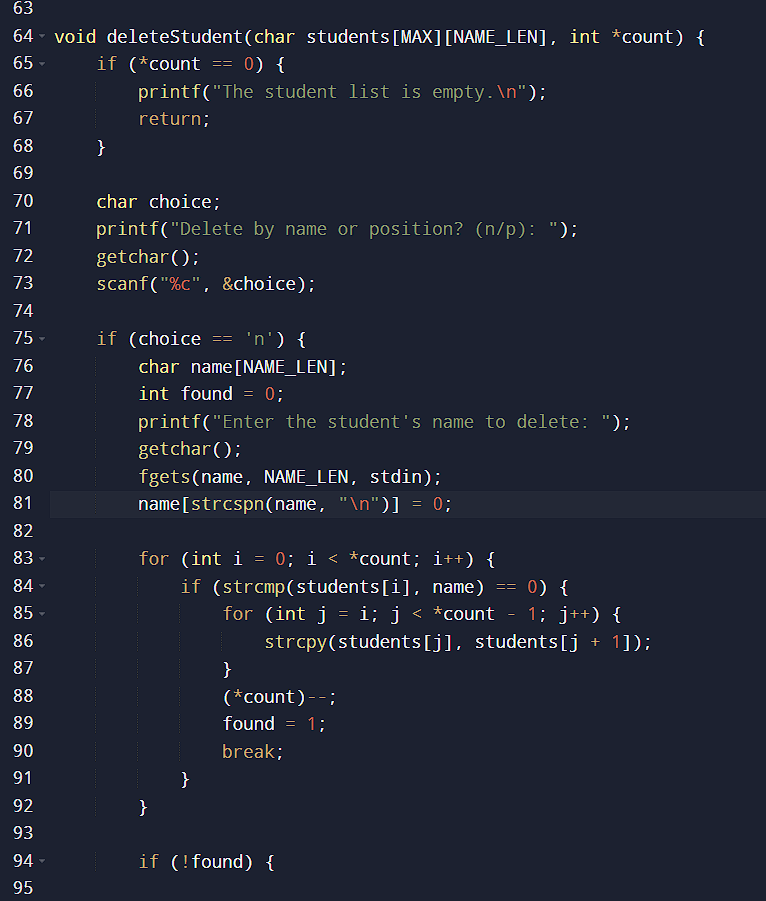 63
64 void deleteStudent(char students[MAX][NAME_LEN], int *count) {
65     if (*count == 0) {
66         printf("The student list is empty.\n");
67         return;
68     }
69
70     char choice;
71     printf("Delete by name or position? (n/p): ");
72     getchar();
73     scanf("%c", &choice);
74
75     if (choice == 'n') {
76         char name[NAME_LEN];
77         int found = 0;
78         printf("Enter the student's name to delete: ");
79         getchar();
80         fgets(name, NAME_LEN, stdin);
81         name[strcspn(name, "\n")] = 0;
82
83         for (int i = 0; i < *count; i++) {
84             if (strcmp(students[i], name) == 0) {
85                 for (int j = i; j < *count - 1; j++) {
86                     strcpy(students[j], students[j + 1]);
87                 }
88                 (*count)--;
89                 found = 1;
90                 break;
91             }
92         }
93
94         if (!found) {
95